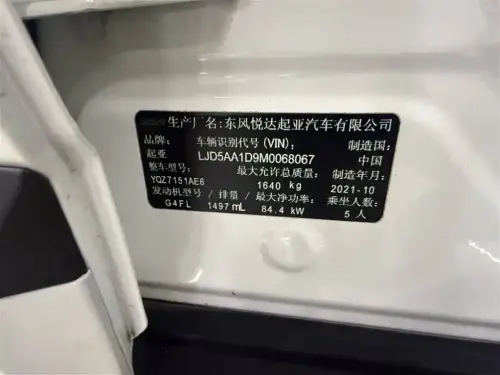 生产厂名:东风悦达起亚汽车有限公司
品牌: 车辆识别代号(VIN): 制造国:
起亚 LJD5AA1D9M0068067 中国
整车型号: 最大允许总质量: 制造年月:
YQZ7151AE6 1640 kg 2021-10
发动机型号/排量/最大净功率: 乘坐人数:
G4FL 1497mL 84.4 kW 5人